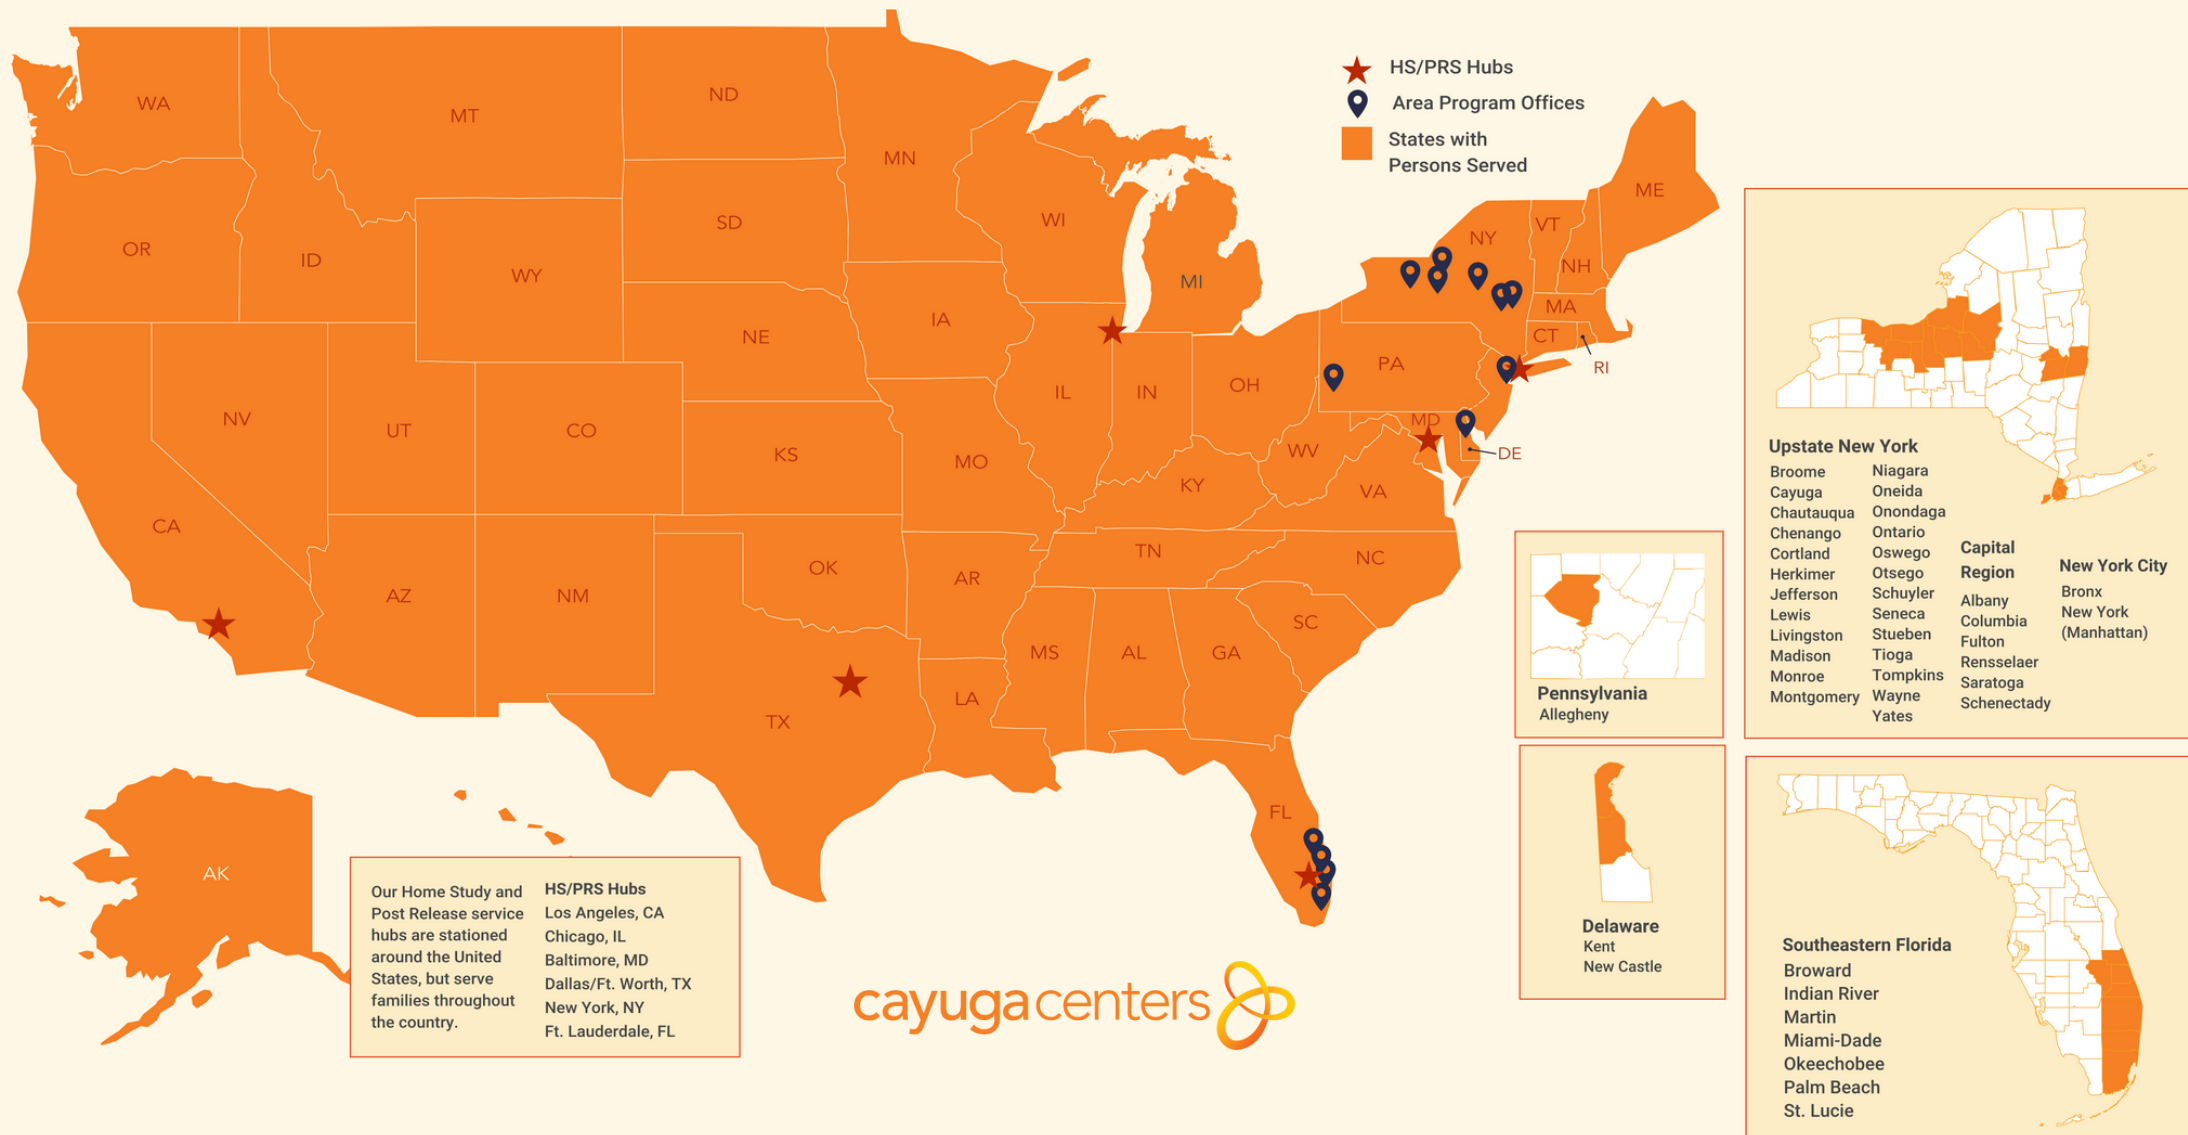 HS/PRS Hubs
Area Program Offices
States with
Persons Served
WA
MT
ND
MN
OR
ID
WY
SD
WI
MI
NY
VT
NH
ME
MA
CT
RI
NV
UT
CO
NE
IA
IL
IN
OH
PA
MD
DE
WV
VA
KY
KS
MO
CA
AZ
NM
OK
AR
TN
NC
SC
MS
AL
GA
LA
TX
FL
AK
Upstate New York
Broome
Cayuga
Chautauqua
Chenango
Cortland
Herkimer
Jefferson
Lewis
Livingston
Madison
Monroe
Montgomery
Niagara
Oneida
Onondaga
Ontario
Oswego
Otsego
Schuyler
Seneca
Stueben
Tioga
Tompkins
Wayne
Yates
Capital
Region
Albany
Columbia
Fulton
Rensselaer
Saratoga
Schenectady
New York City
Bronx
New York
(Manhattan)
Pennsylvania
Allegheny
Delaware
Kent
New Castle
Southeastern Florida
Broward
Indian River
Martin
Miami-Dade
Okeechobee
Palm Beach
St. Lucie
Our Home Study and
Post Release service
hubs are stationed
around the United
States, but serve
families throughout
the country.
HS/PRS Hubs
Los Angeles, CA
Chicago, IL
Baltimore, MD
Dallas/Ft. Worth, TX
New York, NY
Ft. Lauderdale, FL
cayugacenters